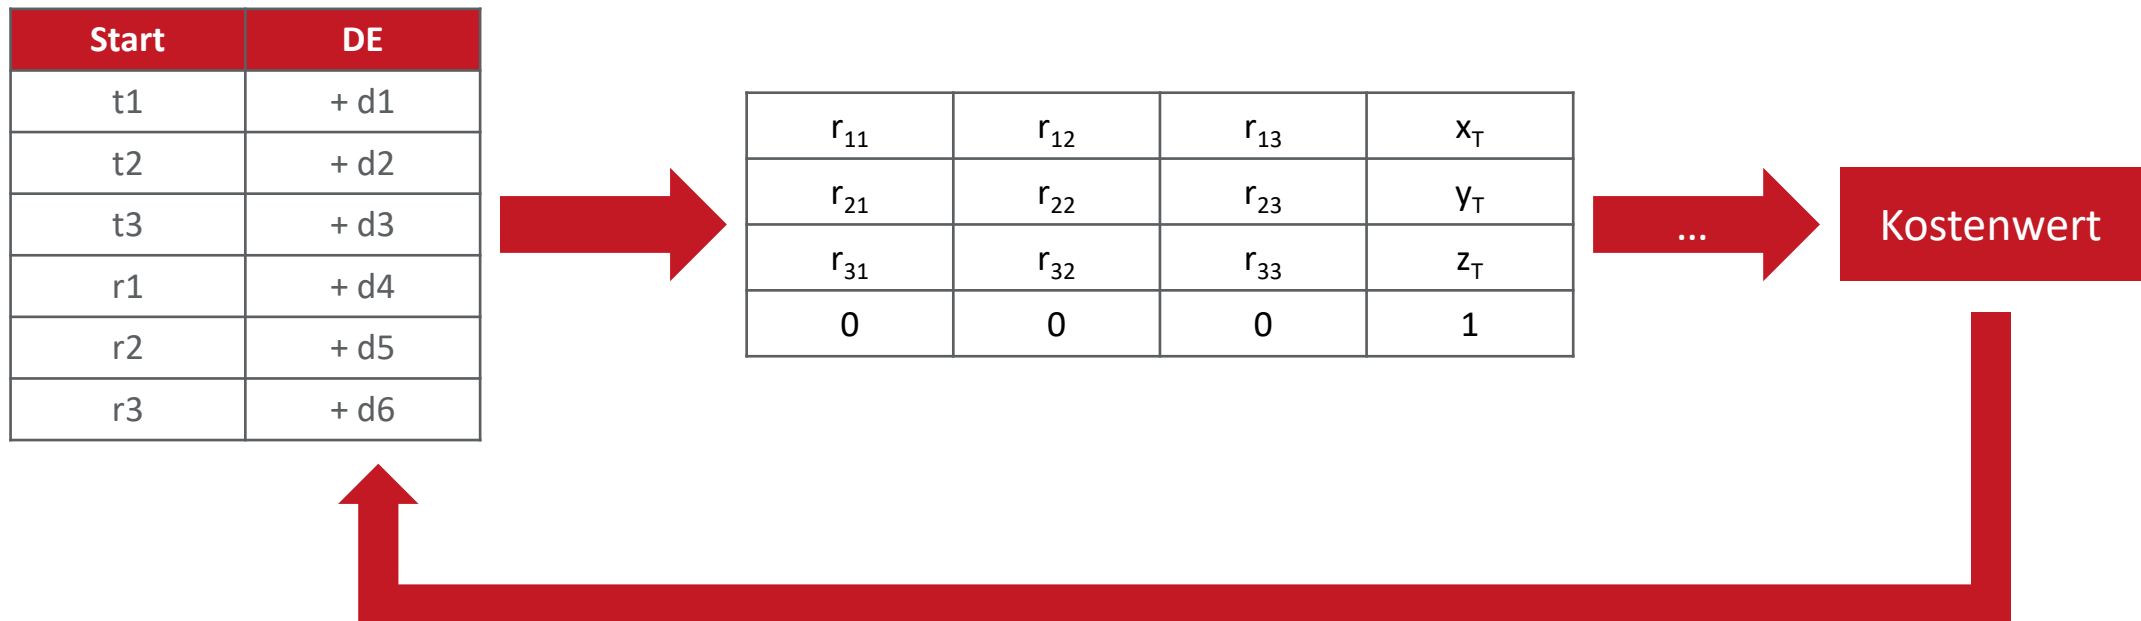 Start DE
t1 + d1
t2 + d2
t3 + d3
r1 + d4
r2 + d5
r3 + d6
r11 r12 r13 xT
r21 r22 r23 yT
r31 r32 r33 zT
0 0 0 1
...
Kostenwert